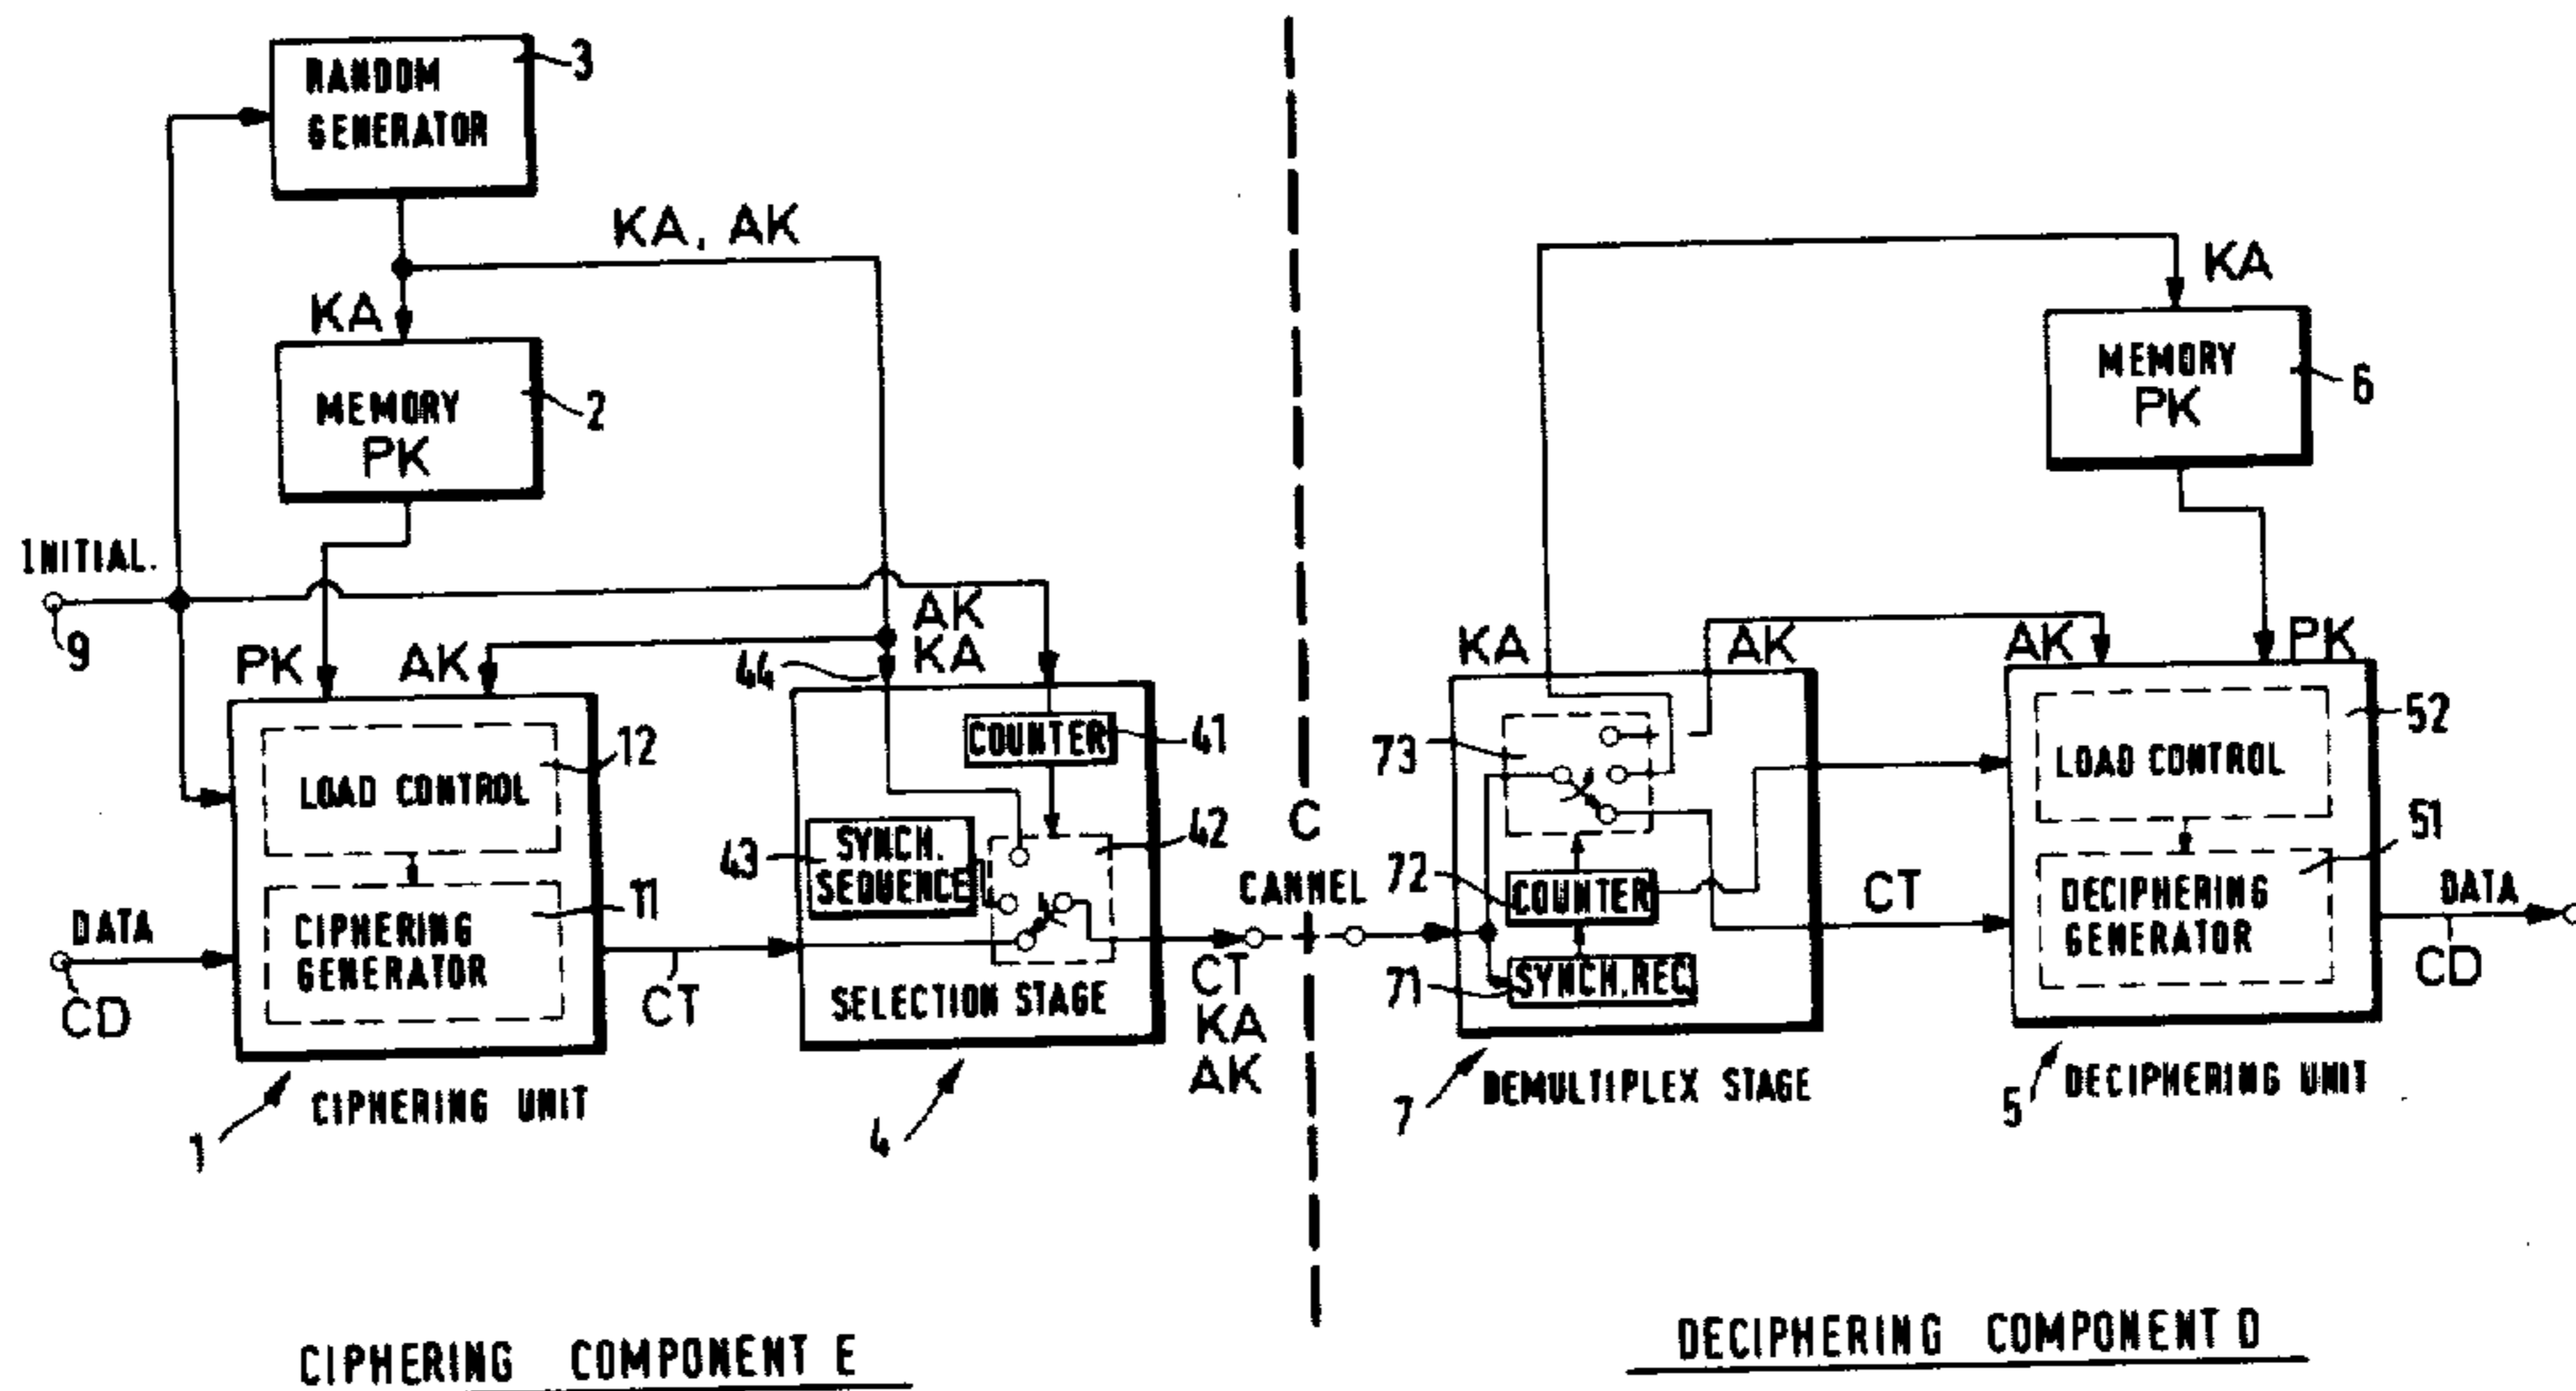 RANDOM
GENERATOR
3
KA, AK
KA
MEMORY
PK
2
INITIAL.
9
PK
AK
AK
KA
44
LOAD CONTROL
12
CIPHERING
GENERATOR
11
DATA
CD
CT
1
CIPHERING UNIT
COUNTER
41
SYNCH.
SEQUENCE
43
42
SELECTION STAGE
4
CANNEL
C
CT
KA
AK
KA
MEMORY
PK
6
KA
AK
AK
PK
73
72
COUNTER
71
SYNCH. REC
7
DEMULTIPLEX STAGE
CT
LOAD CONTROL
52
DECIPHERING
GENERATOR
51
DATA
CD
5
DECIPHERING UNIT
CIPHERING COMPONENT E
DECIPHERING COMPONENT D